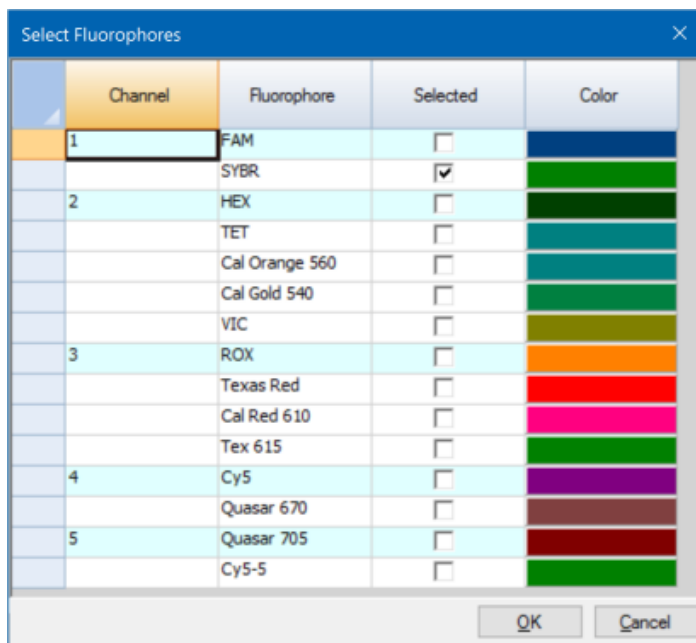 Select Fluorophores
Channel Fluorophore Selected Color
1 FAM
SYBR
2 HEX
TET
Cal Orange 560
Cal Gold 540
VIC
3 ROX
Texas Red
Cal Red 610
Tex 615
4 Cy5
Quasar 670
5 Quasar 705
Cy5-5
OK Cancel